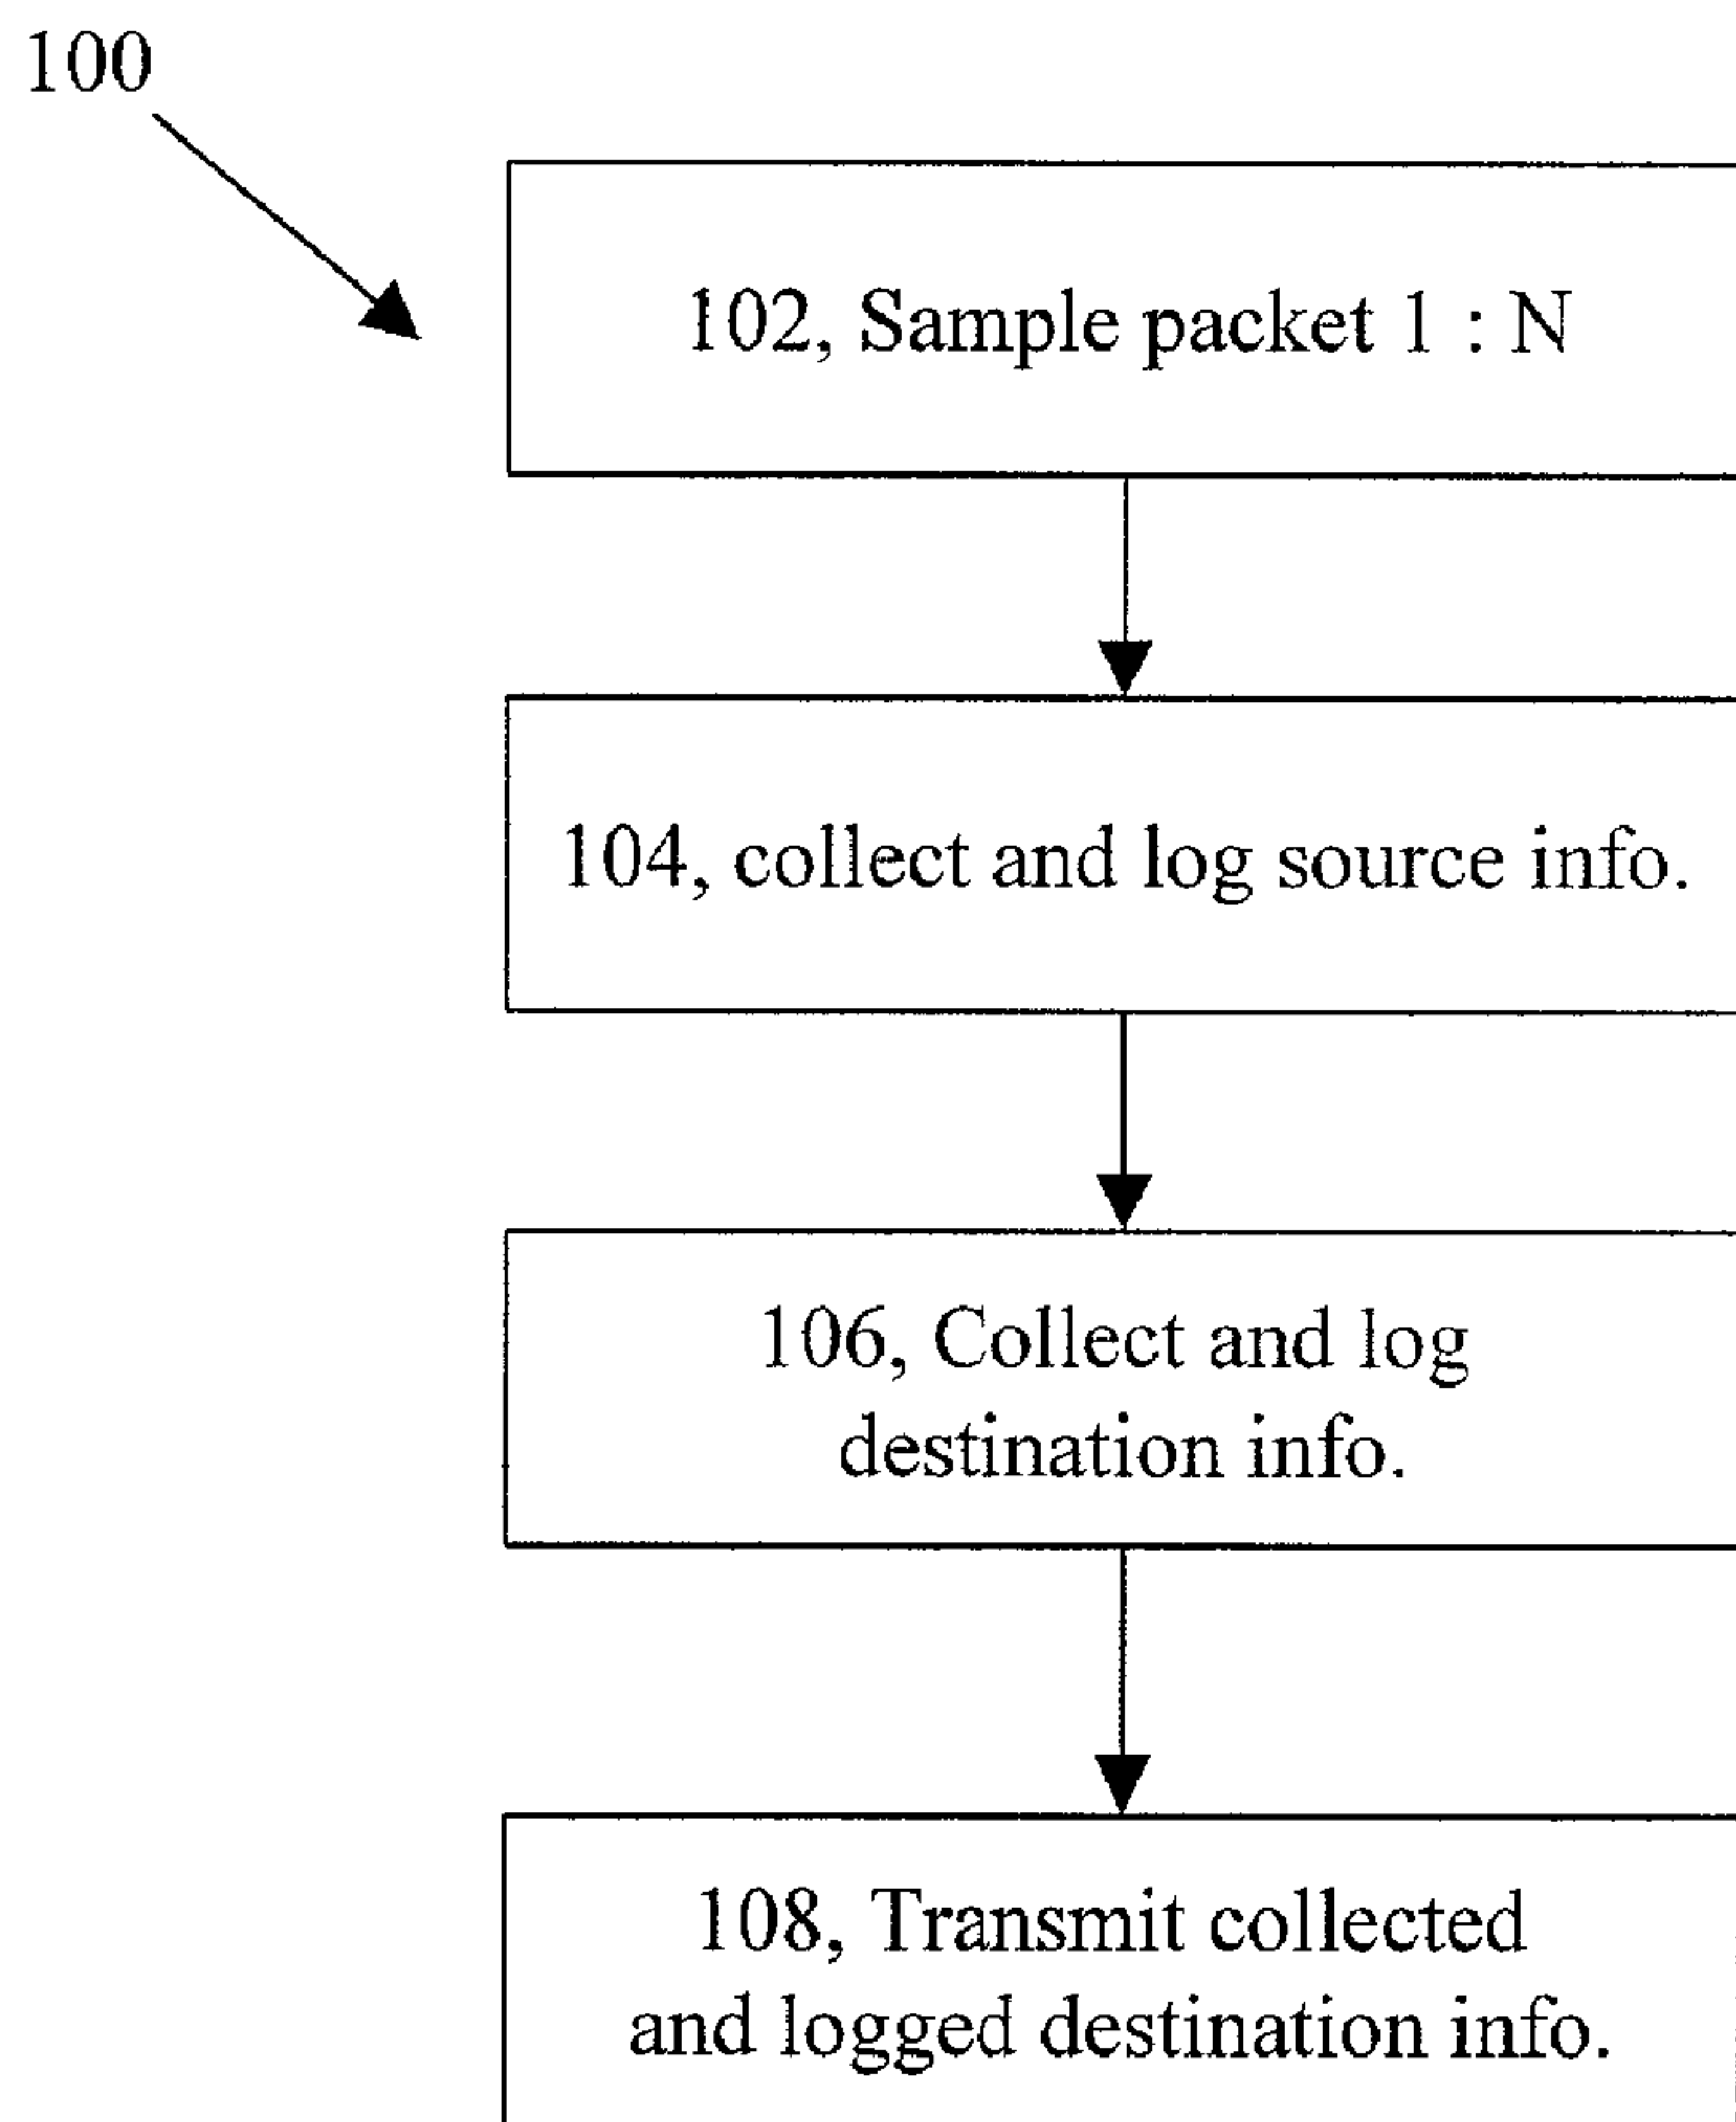 100
102, Sample packet 1 : N
104, collect and log source info.
106, Collect and log
destination info.
108, Transmit collected
and logged destination info.